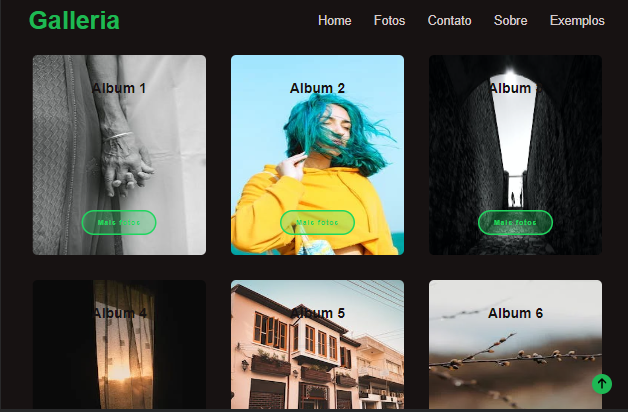 Galleria
Home Fotos Contato Sobre Exemplos
Album 1 Album 2 Album
Mais fotos Mais fotos Mais fotos
Album 4 Album 5 Album 6